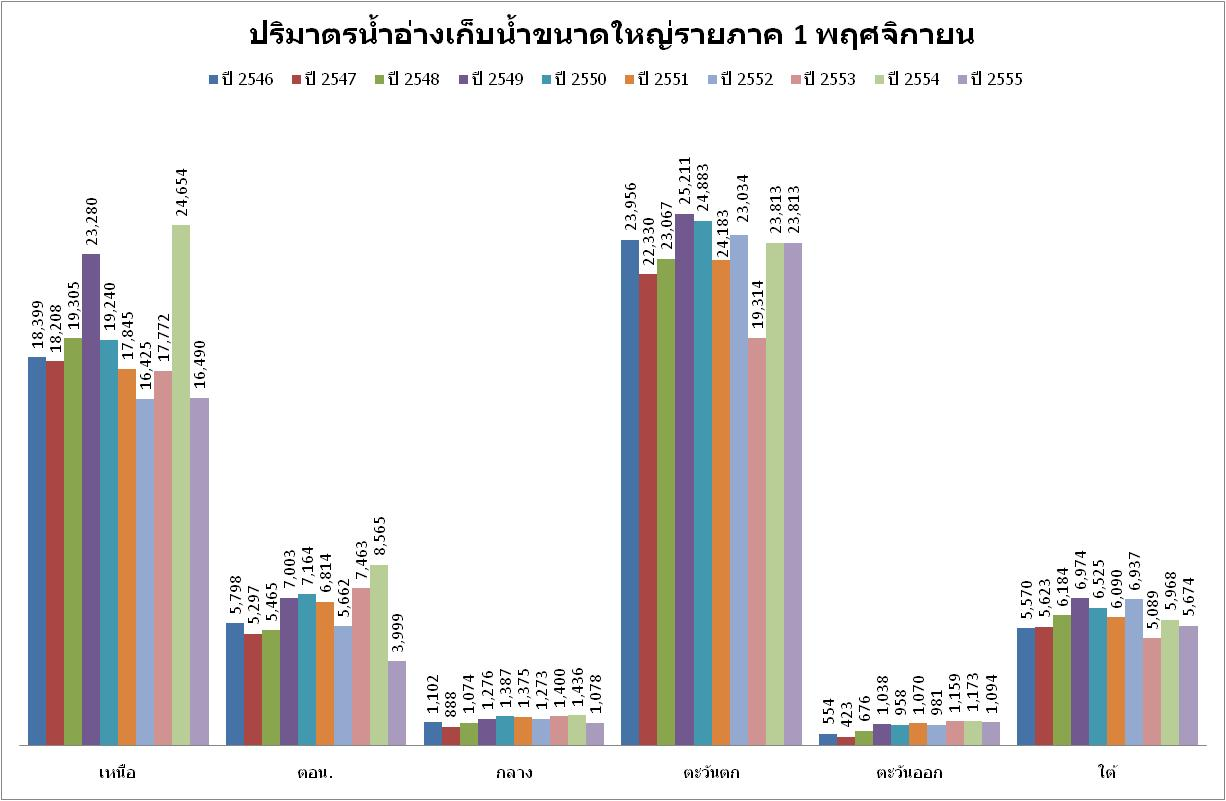 ปริมาตรน้ำอ่างเก็บน้ำขนาดใหญ่รายภาค 1 พฤศจิกายน
ปี 2546 ปี 2547 ปี 2548 ปี 2549 ปี 2550 ปี 2551 ปี 2552 ปี 2553 ปี 2554 ปี 2555
18,399 18,208 19,305 23,280 19,240 17,845 16,425 17,772 24,654 16,490
5,798 5,297 5,465 7,003 7,164 6,814 5,662 7,463 8,565 3,999
1,102 888 1,074 1,276 1,387 1,375 1,273 1,400 1,436 1,078
23,956 22,330 23,067 25,211 24,883 24,183 23,034 19,314 23,813 23,813
554 423 676 1,038 958 1,070 981 1,159 1,173 1,094
5,570 5,623 6,184 6,974 6,525 6,090 6,937 5,089 5,968 5,674
เหนือ ตอน. กลาง ตะวันตก ตะวันออก ใต้